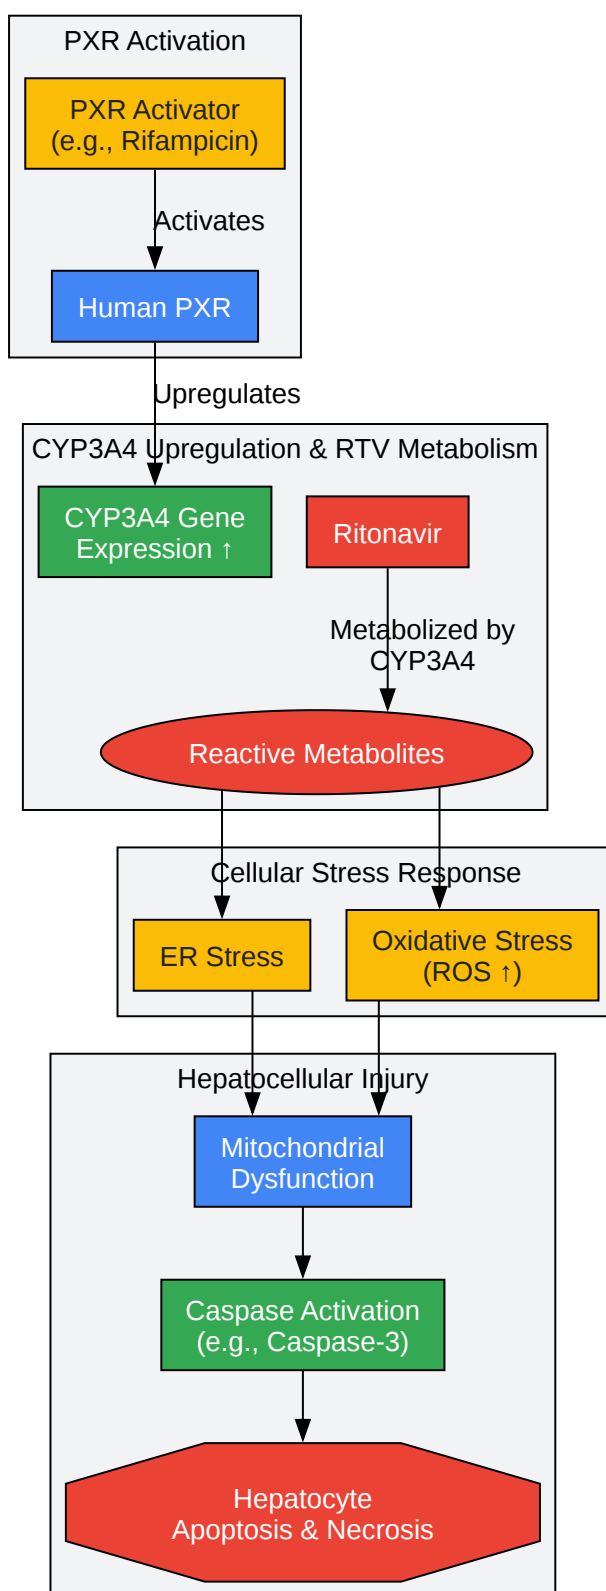 PXR Activation
PXR Activator
(e.g., Rifampicin)
Activates
Human PXR
Upregulates
CYP3A4 Upregulation & RTV Metabolism
CYP3A4 Gene
Expression ↑
Ritonavir
Metabolized by
CYP3A4
Reactive Metabolites
Cellular Stress Response
ER Stress
Oxidative Stress
(ROS ↑)
Hepatocellular Injury
Mitochondrial
Dysfunction
Caspase Activation
(e.g., Caspase-3)
Hepatocyte
Apoptosis & Necrosis